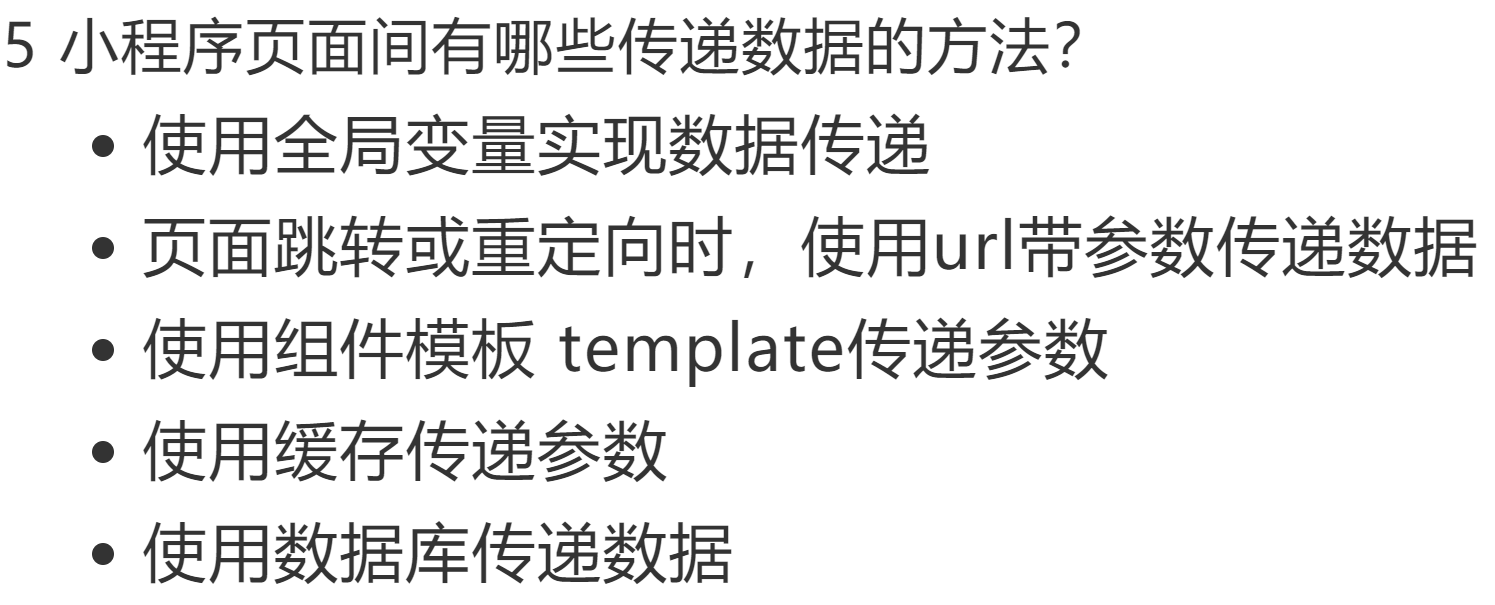 5 小程序页面间有哪些传递数据的方法？
• 使用全局变量实现数据传递
• 页面跳转或重定向时，使用url带参数传递数据
• 使用组件模板 template传递参数
• 使用缓存传递参数
• 使用数据库传递数据